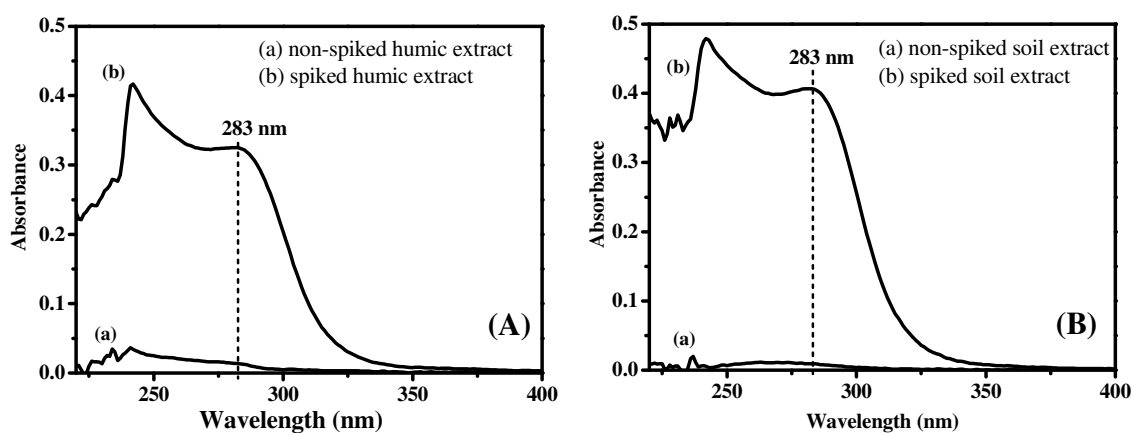 0.5
0.4
0.3
0.2
0.1
0.0
Absorbance
250
300
350
400
Wavelength (nm)
(a) non-spiked humic extract
(b) spiked humic extract
(b)
283 nm
(a)
(A)
0.5
0.4
0.3
0.2
0.1
0.0
Absorbance
250
300
350
400
Wavelength (nm)
(a) non-spiked soil extract
(b) spiked soil extract
(b)
283 nm
(a)
(B)